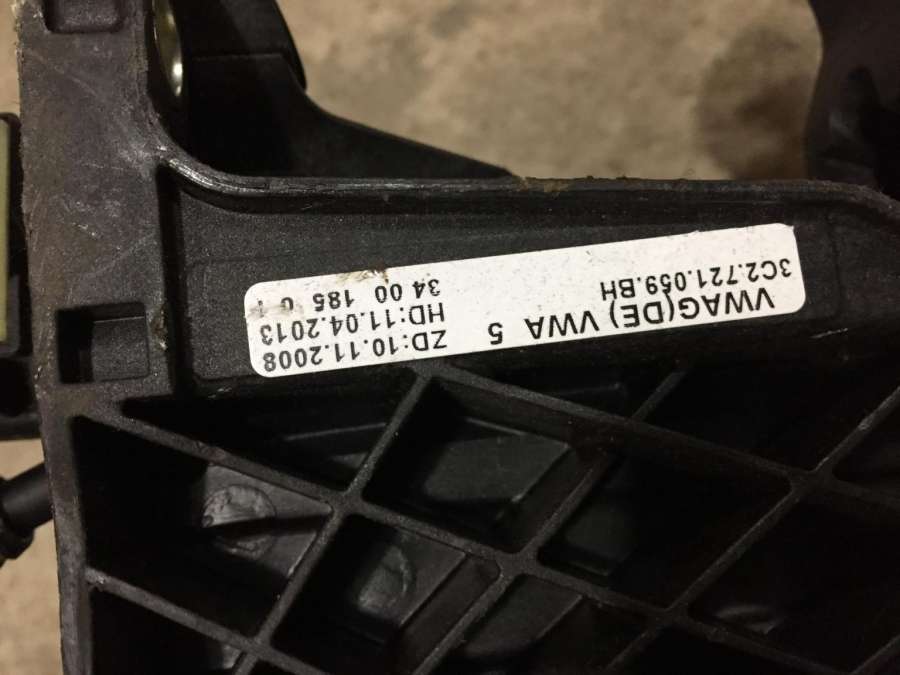 VWAG(DE) VWA 5
3C2.721.059.BH
ZD:10.11.2008
HD:11.04.2013
34 00 185 0 1